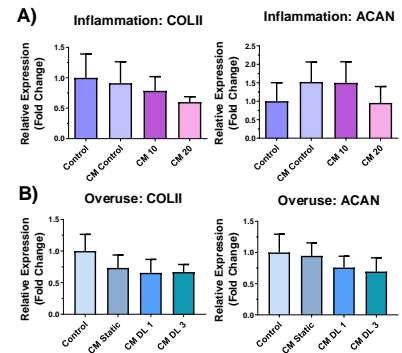 A)
Inflammation: COLII
Relative Expression
(Fold Change)
1.5
1.0
0.5
0.0
Control
CM Control
CM 10
CM 20
Inflammation: ACAN
Relative Expression
(Fold Change)
2.5
2.0
1.5
1.0
0.5
0.0
Control
CM Control
CM 10
CM 20
B)
Overuse: COLII
Relative Expression
(Fold Change)
1.5
1.0
0.5
0.0
Control
CM Static
CM DL 1
CM DL 3
Overuse: ACAN
Relative Expression
(Fold Change)
1.5
1.0
0.5
0.0
Control
CM Static
CM DL 1
CM DL 3